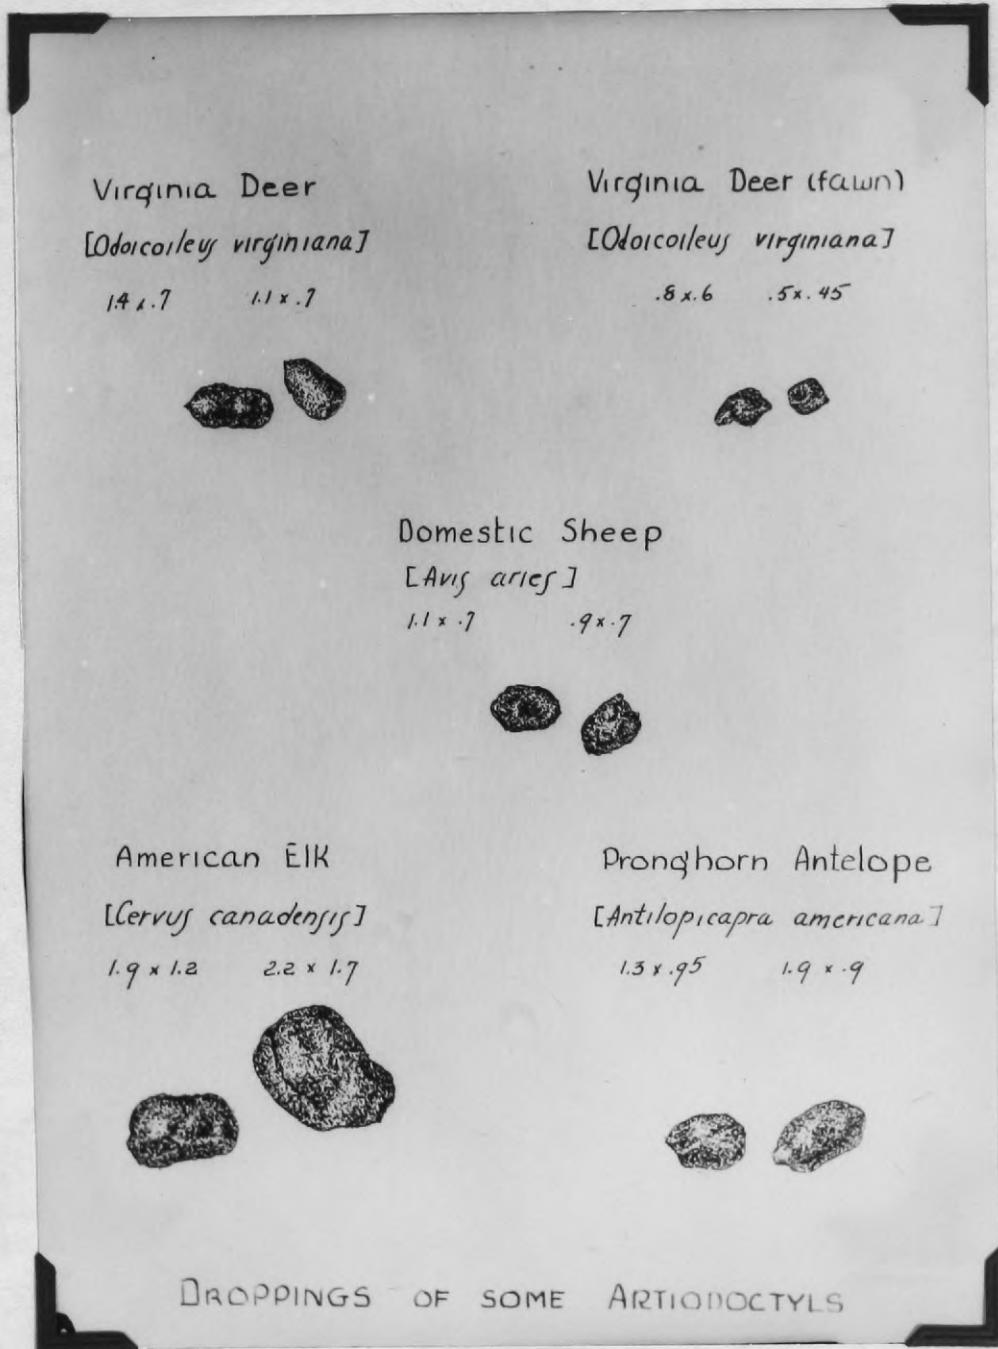 Virginia Deer
[Odoicoileus virginiana]
1.4 x .7 1.1 x .7
Virginia Deer (fawn)
[Odoicoileus virginiana]
.8 x .6 .5 x .45
Domestic Sheep
[Avis aries]
1.1 x .7 .9 x .7
American Elk
[Cervus canadensis]
1.9 x 1.2 2.2 x 1.7
Pronghorn Antelope
[Antilopicapra americana]
1.3 x .95 1.9 x .9
DROPPINGS OF SOME ARTIODOCTYLS